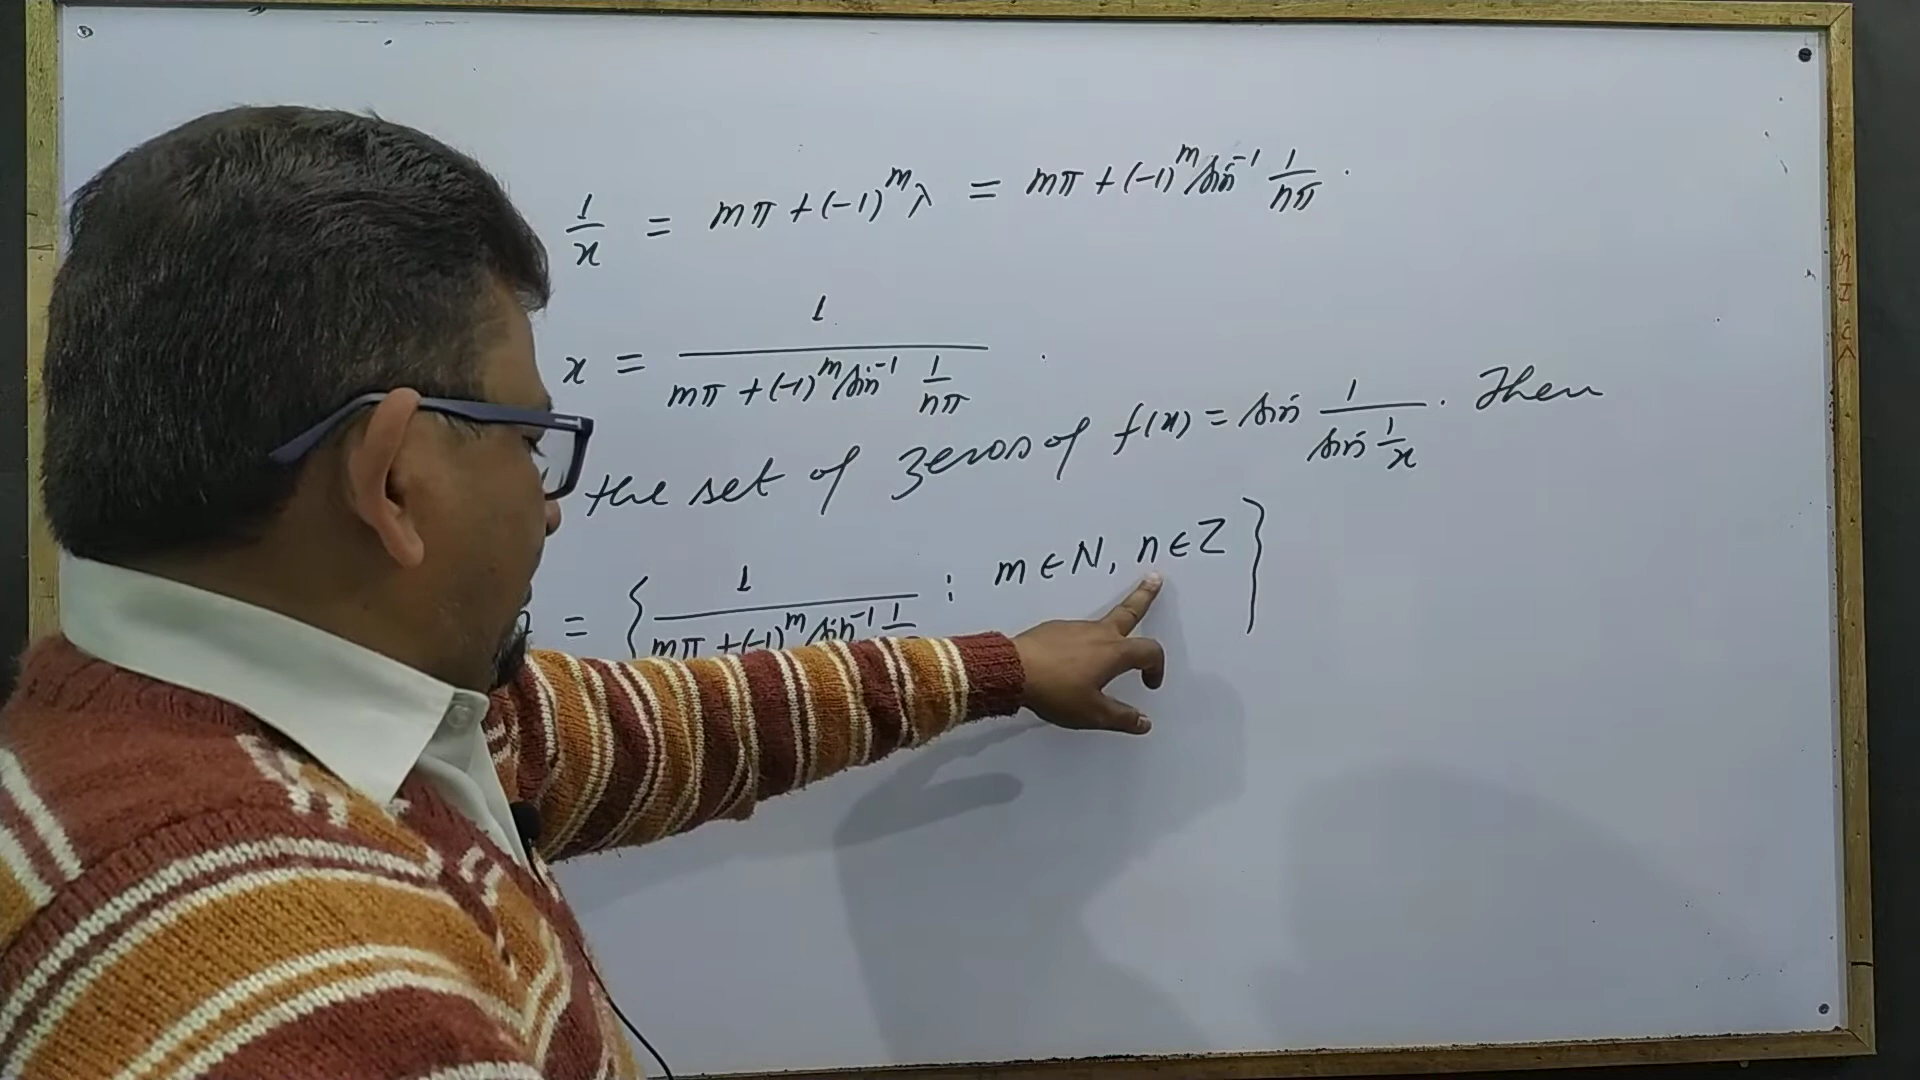 1/x = mπ + (-1)^m λ = mπ + (-1)^m sin^-1 1/nπ .
x = 1/(mπ + (-1)^m sin^-1 1/nπ) .
the set of zeros of f(x) = sin 1/(sin 1/x) . Then
= { 1/(mπ + (-1)^m sin^-1 1/ : m ∈ N, n ∈ Z }